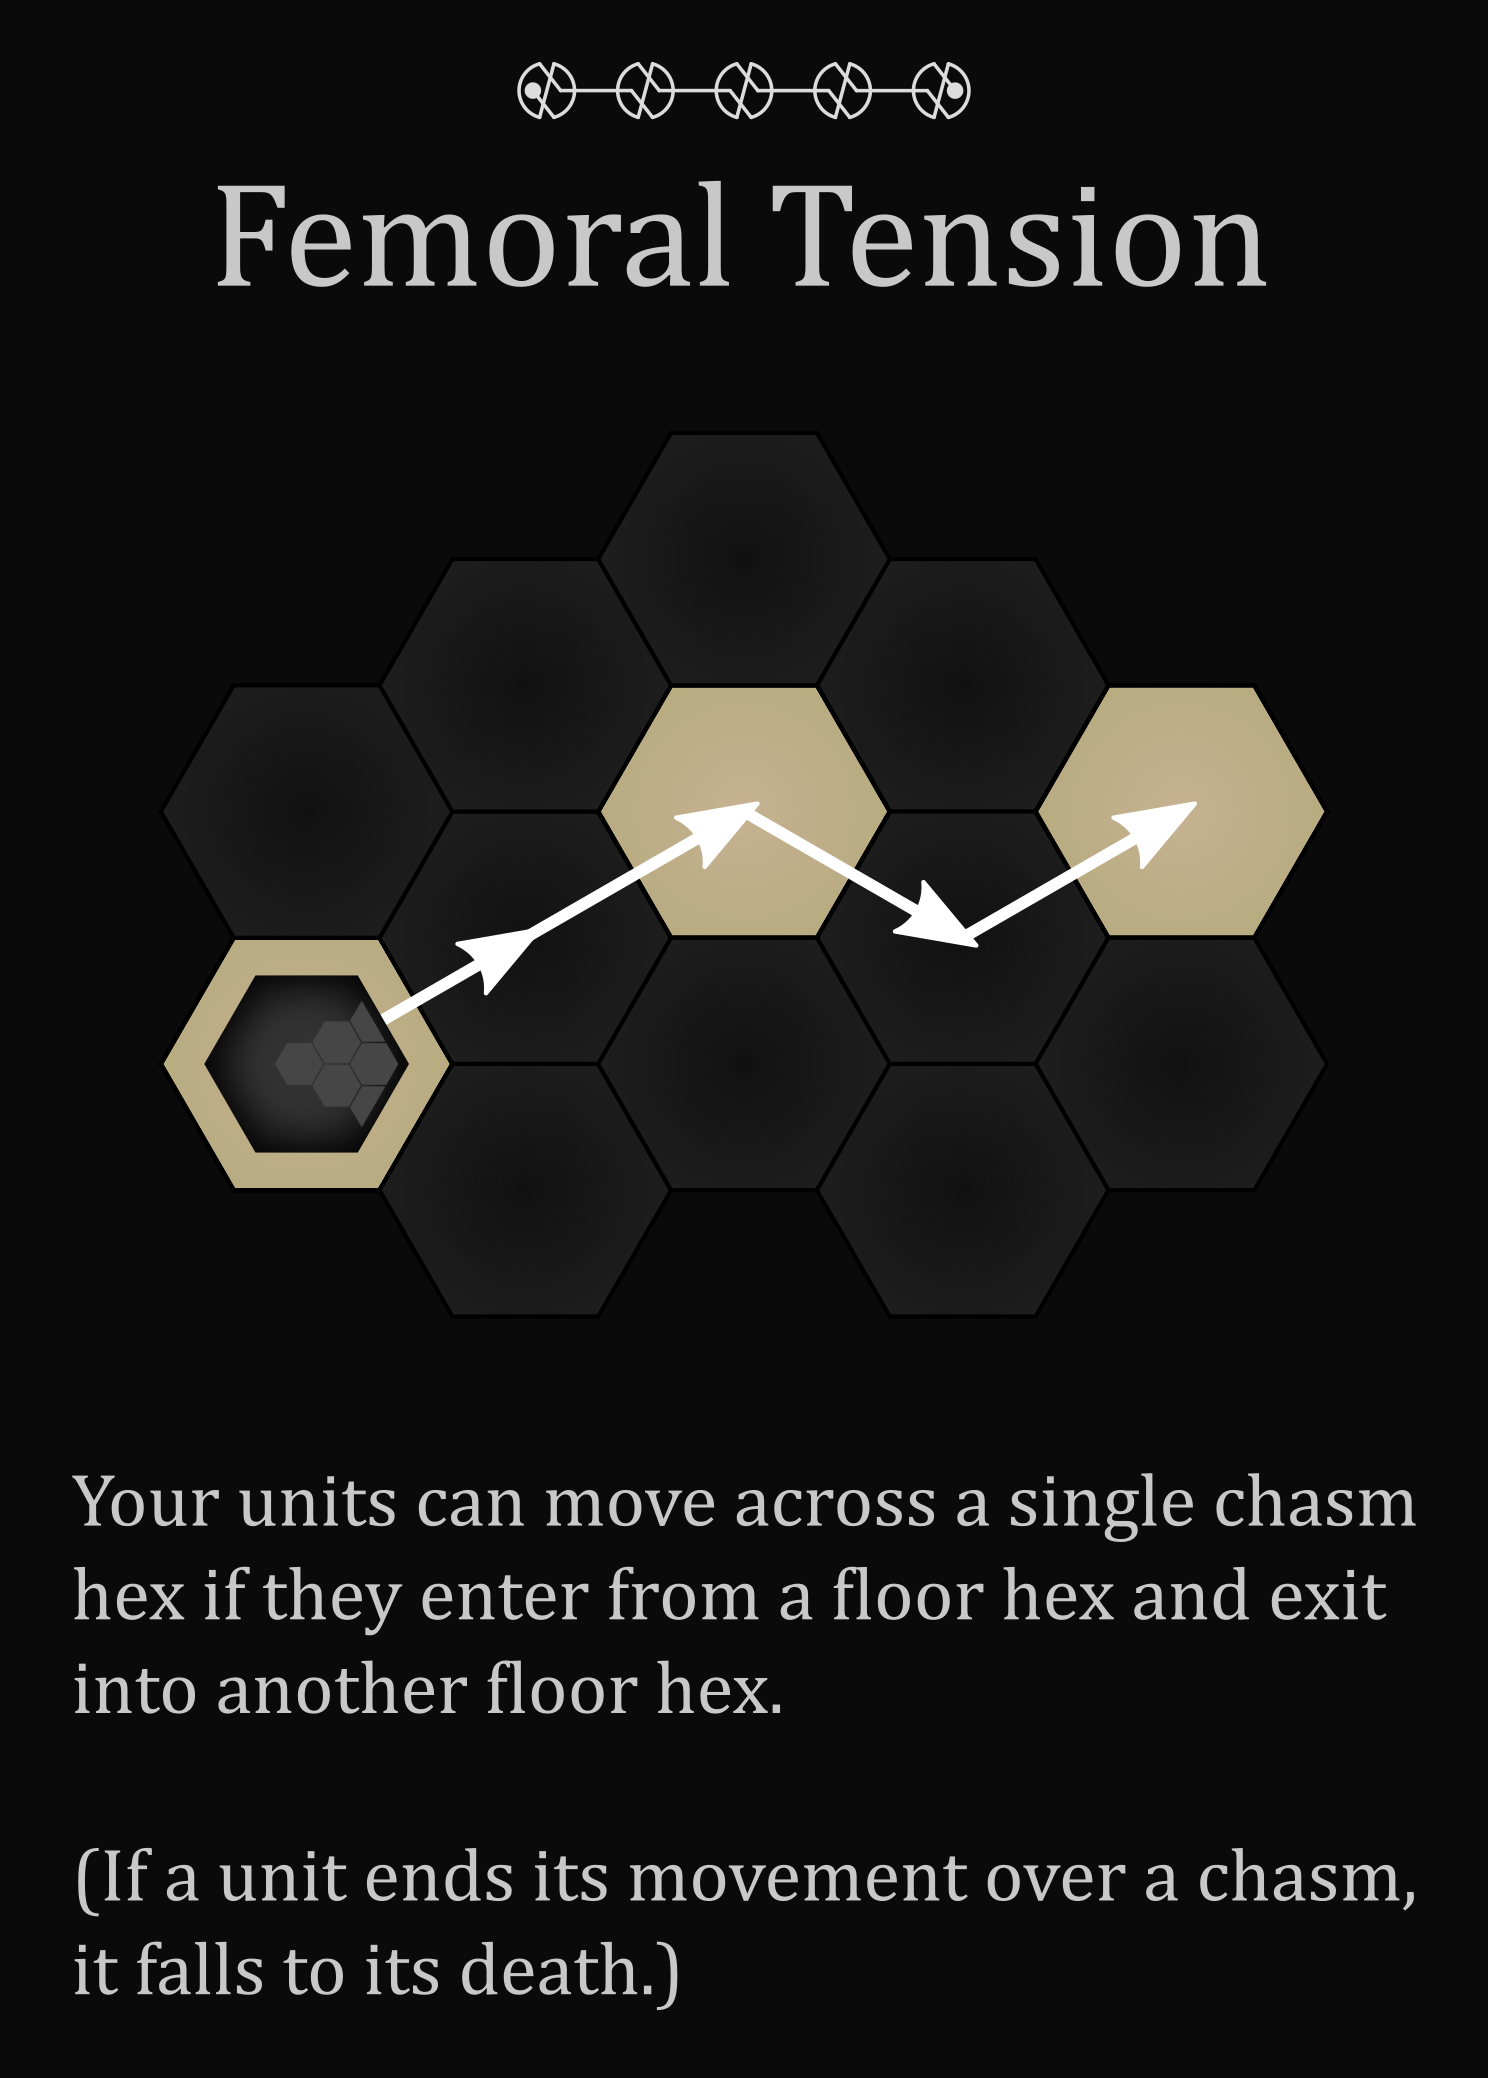 Femoral Tension
Your units can move across a single chasm
hex if they enter from a floor hex and exit
into another floor hex.
(If a unit ends its movement over a chasm,
it falls to its death.)